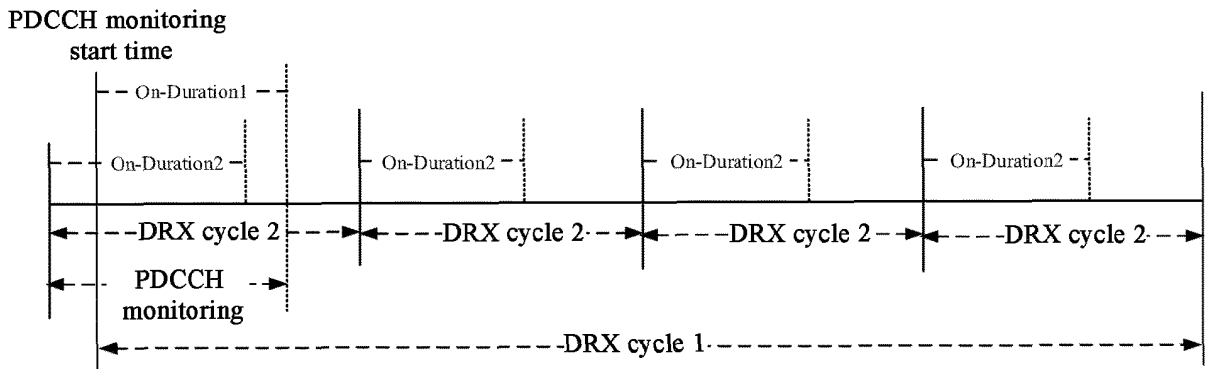 PDCCH monitoring
start time
On-Duration1
On-Duration2
On-Duration2
On-Duration2
On-Duration2
DRX cycle 2
DRX cycle 2
DRX cycle 2
DRX cycle 2
PDCCH
monitoring
DRX cycle 1